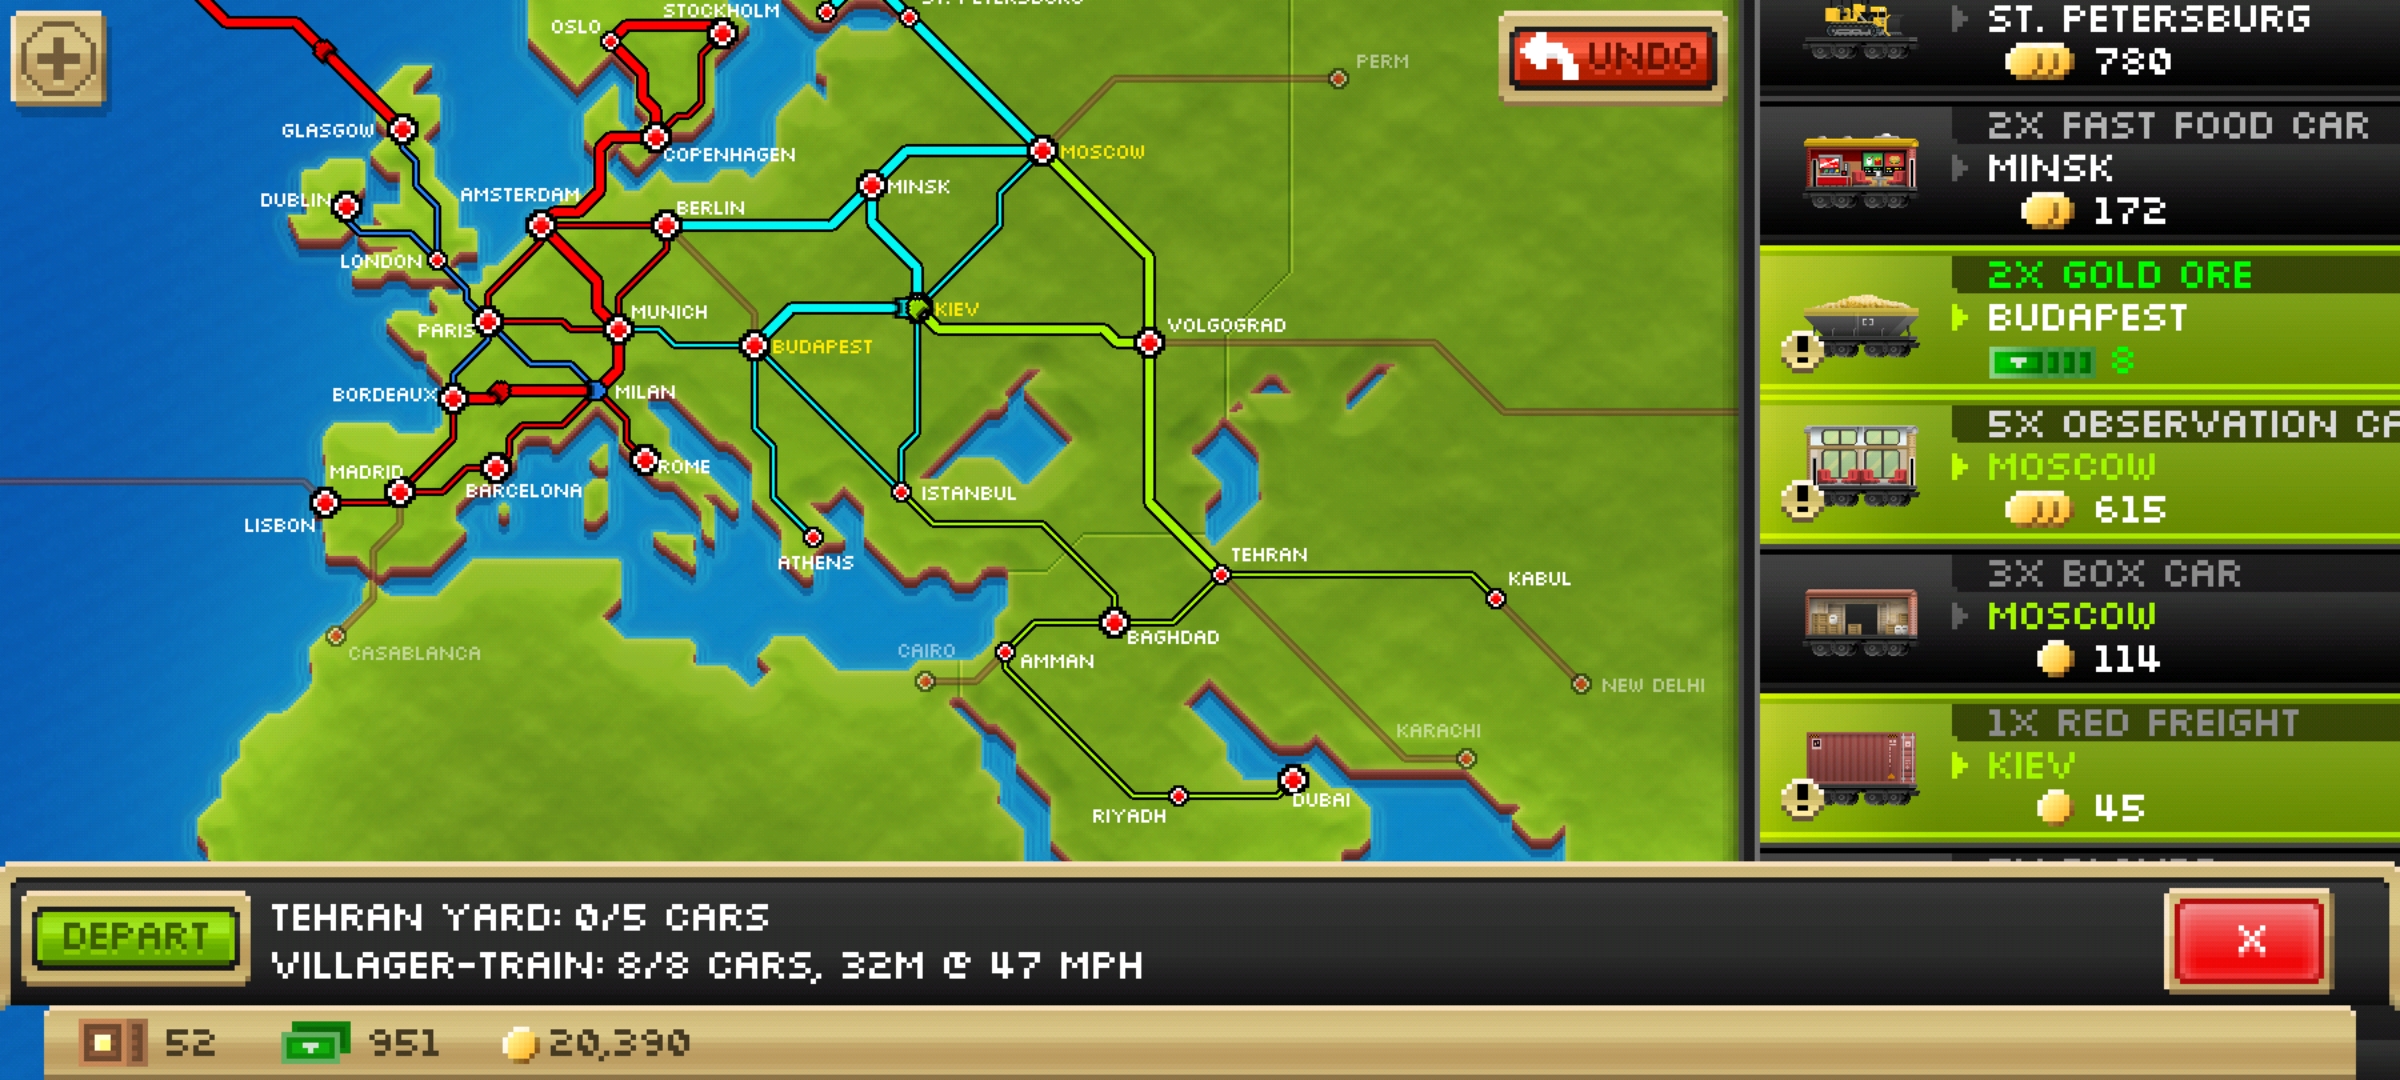 STOCKHOLM
OSLO
ST. PETERSBURG
PERM
GLASGOW
COPENHAGEN
MOSCOW
DUBLIN
AMSTERDAM
BERLIN
MINSK
LONDON
PARIS
MUNICH
KIEV
VOLGOGRAD
BUDAPEST
BORDEAUX
MILAN
MADRID
ROME
BARCELONA
ISTANBUL
LISBON
ATHENS
TEHRAN
KABUL
CASABLANCA
CAIRO
AMMAN
BAGHDAD
NEW DELHI
KARACHI
RIYADH
DUBAI
UNDO
ST. PETERSBURG
780
2X FAST FOOD CAR
MINSK
172
2X GOLD ORE
BUDAPEST
8
5X OBSERVATION CA
MOSCOW
615
3X BOX CAR
MOSCOW
114
1X RED FREIGHT
KIEV
45
DEPART
TEHRAN YARD: 0/5 CARS
VILLAGER-TRAIN: 8/8 CARS, 32M @ 47 MPH
X
52
951
20,390